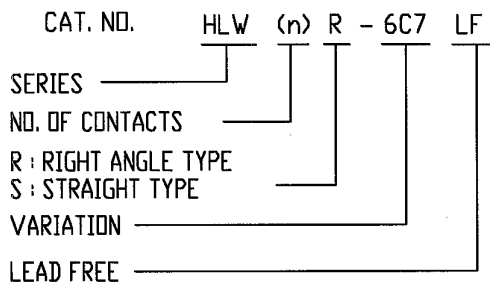 CAT. NO. HLW (n) R - 6C7 LF
SERIES
NO. OF CONTACTS
R : RIGHT ANGLE TYPE
S : STRAIGHT TYPE
VARIATION
LEAD FREE